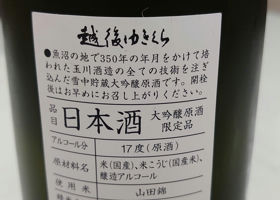 越後ゆきくら
●魚沼の地で350年の年月をかけて培
われた玉川酒造の全ての技術を注ぎ
込んだ雪中貯蔵大吟醸原酒です。開栓
後はお早めにお召し上がりください。
品目 日本酒 大吟醸原酒 限定品
アルコール分 17度(原酒)
原材料名 米(国産)、米こうじ(国産米)、
醸造アルコール
使用米 山田錦